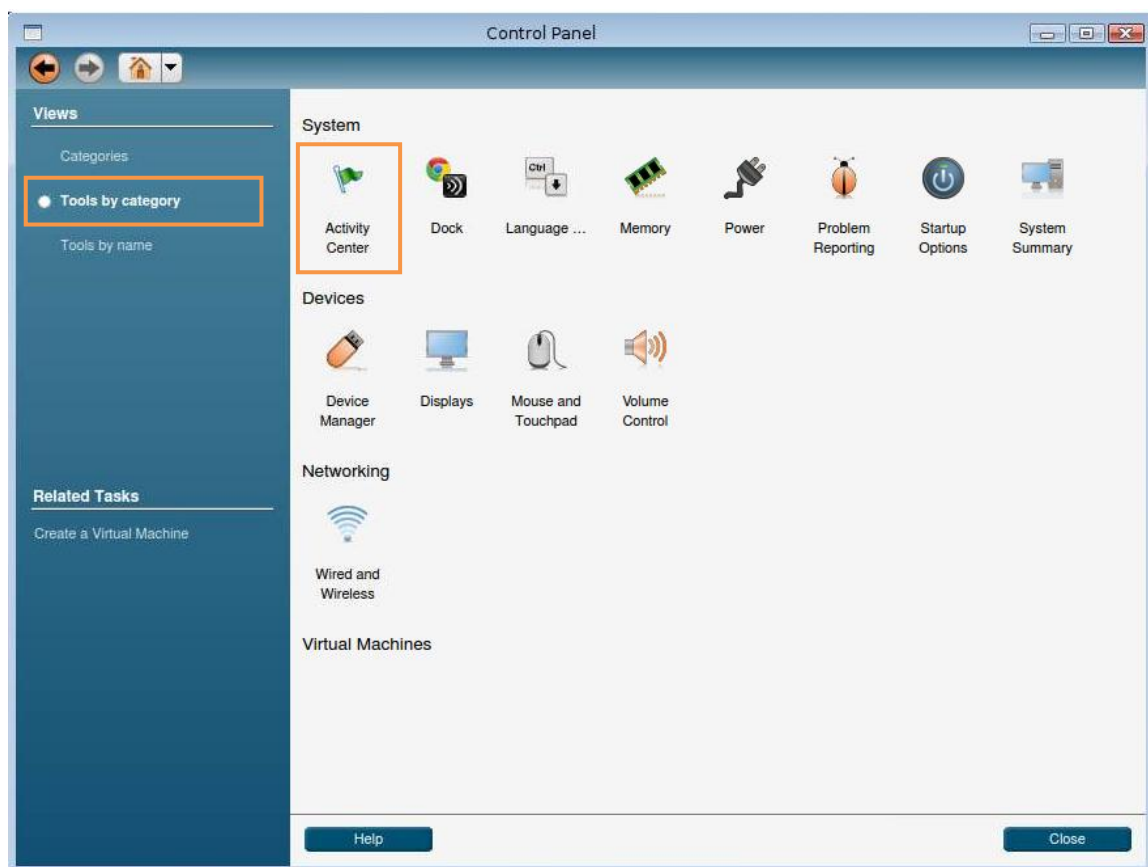 Control Panel
Views
Categories
Tools by category
Tools by name
Related Tasks
Create a Virtual Machine
System
Ctrl
Activity Center
Dock
Language ...
Memory
Power
Problem Reporting
Startup Options
System Summary
Devices
Device Manager
Displays
Mouse and Touchpad
Volume Control
Networking
Wired and Wireless
Virtual Machines
Help
Close